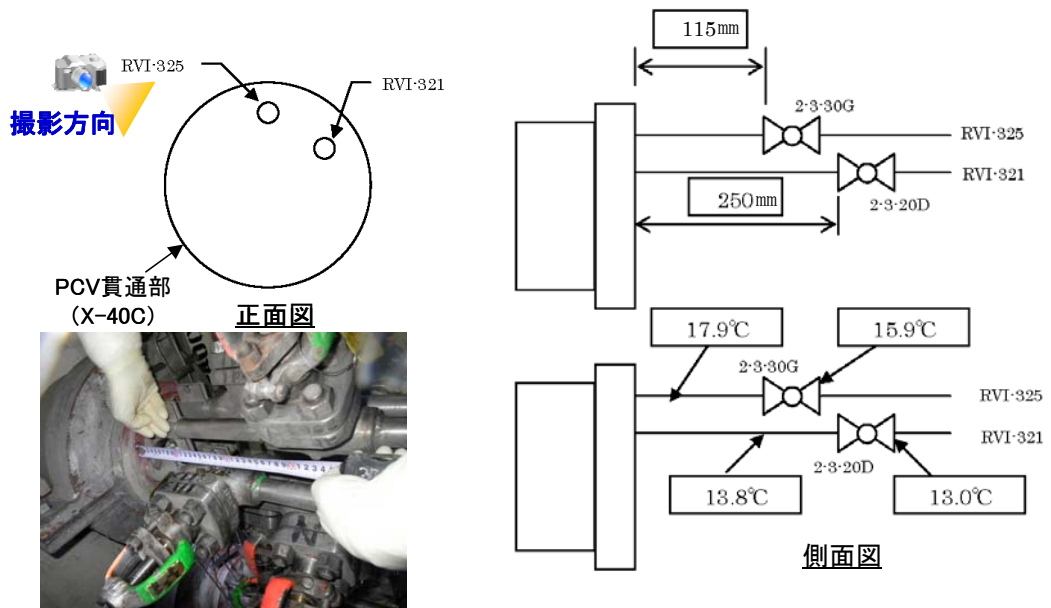 RVI-325
RVI-321
撮影方向
PCV貫通部
(X-40C)
正面図
115㎜
2-3-30G
RVI-325
RVI-321
250㎜
2-3-20D
17.9℃
15.9℃
2-3-30G
RVI-325
RVI-321
2-3-20D
13.8℃
13.0℃
側面図